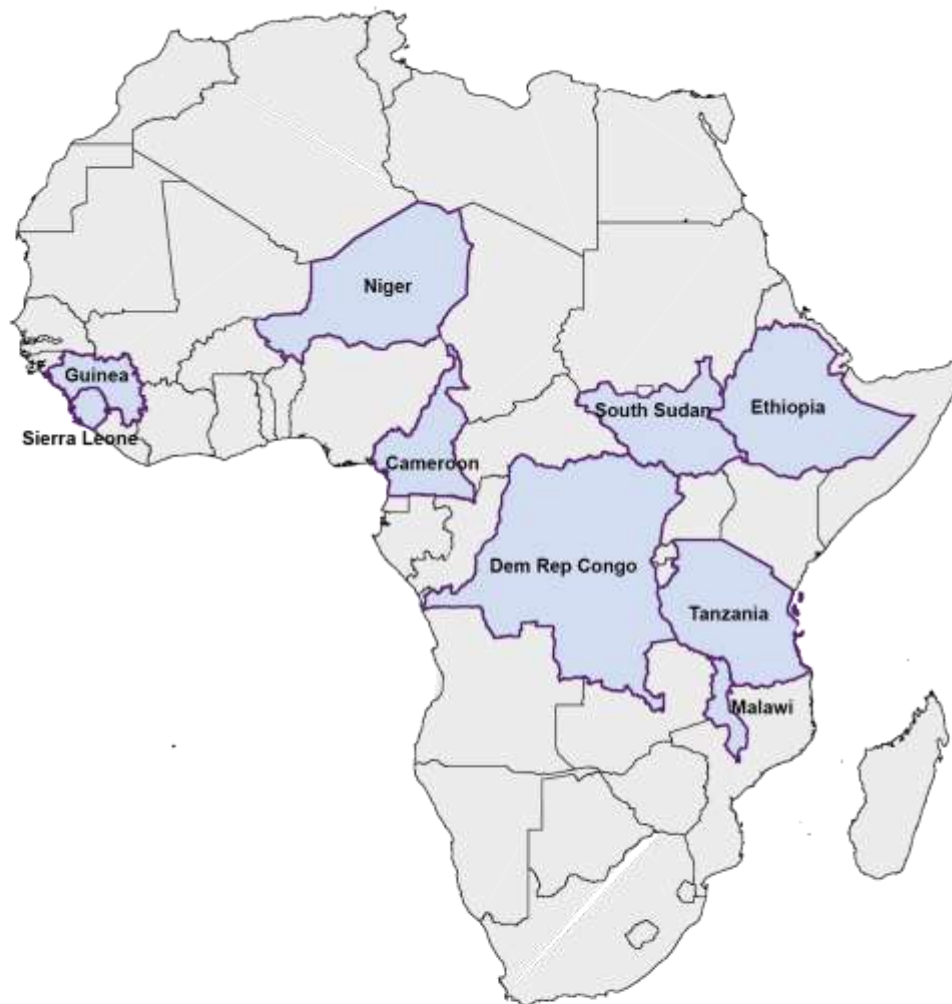 Niger
Guinea
South Sudan
Ethiopia
Sierra Leone
Cameroon
Dem Rep Congo
Tanzania
Malawi